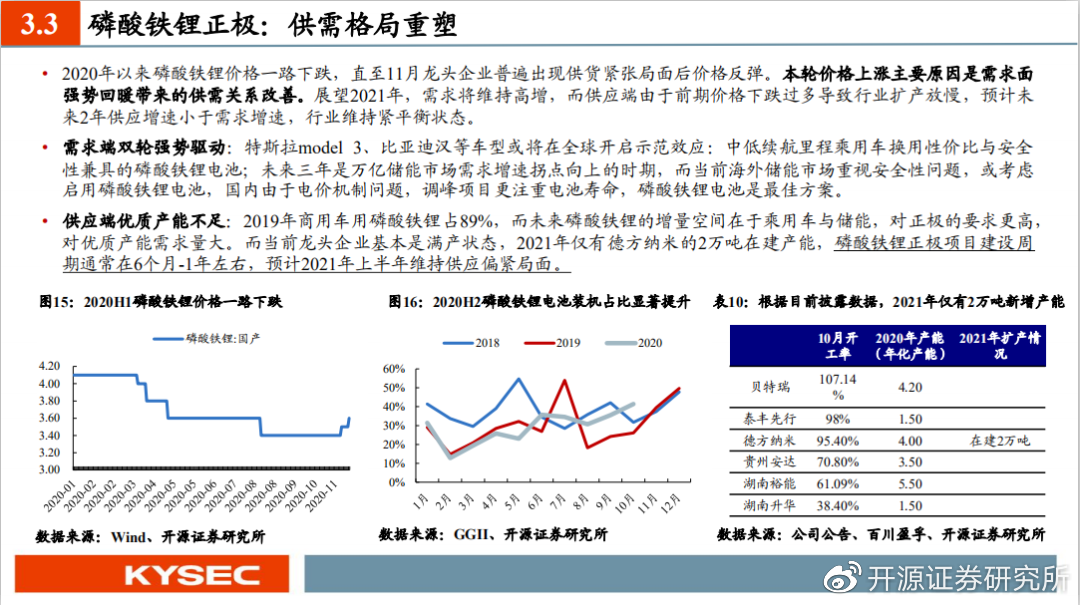 3.3 磷酸铁锂正极：供需格局重塑
• 2020年以来磷酸铁锂价格一路下跌，直至11月龙头企业普遍出现供货紧张局面后价格反弹。本轮价格上涨主要原因是需求面
强势回暖带来的供需关系改善。展望2021年，需求将维持高增，而供应端由于前期价格下跌过多导致行业扩产放慢，预计未
来2年供应增速小于需求增速，行业维持紧平衡状态。
• 需求端双轮强势驱动：特斯拉model 3、比亚迪汉等车型或将在全球开启示范效应：中低续航里程乘用车换用性价比与安全
性兼具的磷酸铁锂电池；未来三年是万亿储能市场需求增速拐点向上的时期，而当前海外储能市场重视安全性问题，或考虑
启用磷酸铁锂电池，国内由于电价机制问题，调峰项目更注重电池寿命，磷酸铁锂电池是最佳方案。
• 供应端优质产能不足：2019年商用车用磷酸铁锂占89%，而未来磷酸铁锂的增量空间在于乘用车与储能，对正极的要求更高，
对优质产能需求量大。而当前龙头企业基本是满产状态，2021年仅有德方纳米的2万吨在建产能，磷酸铁锂正极项目建设周
期通常在6个月-1年左右，预计2021年上半年维持供应偏紧局面。
图15：2020H1磷酸铁锂价格一路下跌
磷酸铁锂:国产
4.20
4.00
3.80
3.60
3.40
3.20
3.00
2020-01
2020-02
2020-02
2020-03
2020-04
2020-05
2020-05
2020-06
2020-07
2020-08
2020-08
2020-09
2020-10
2020-11
数据来源：Wind、开源证券研究所
图16：2020H2磷酸铁锂电池装机占比显著提升
2018 2019 2020
60%
50%
40%
30%
20%
10%
0%
1月 2月 3月 4月 5月 6月 7月 8月 9月 10月 11月 12月
数据来源：GGII、开源证券研究所
表10：根据目前披露数据，2021年仅有2万吨新增产能
10月开 2020年产能 2021年扩产情
工率 （年化产能） 况
贝特瑞 107.14 4.20
%
泰丰先行 98% 1.50
德方纳米 95.40% 4.00 在建2万吨
贵州安达 70.80% 3.50
湖南裕能 61.09% 5.50
湖南升华 38.40% 1.50
数据来源：公司公告、百川盈孚、开源证券研究所
KYSEC
开源证券研究所